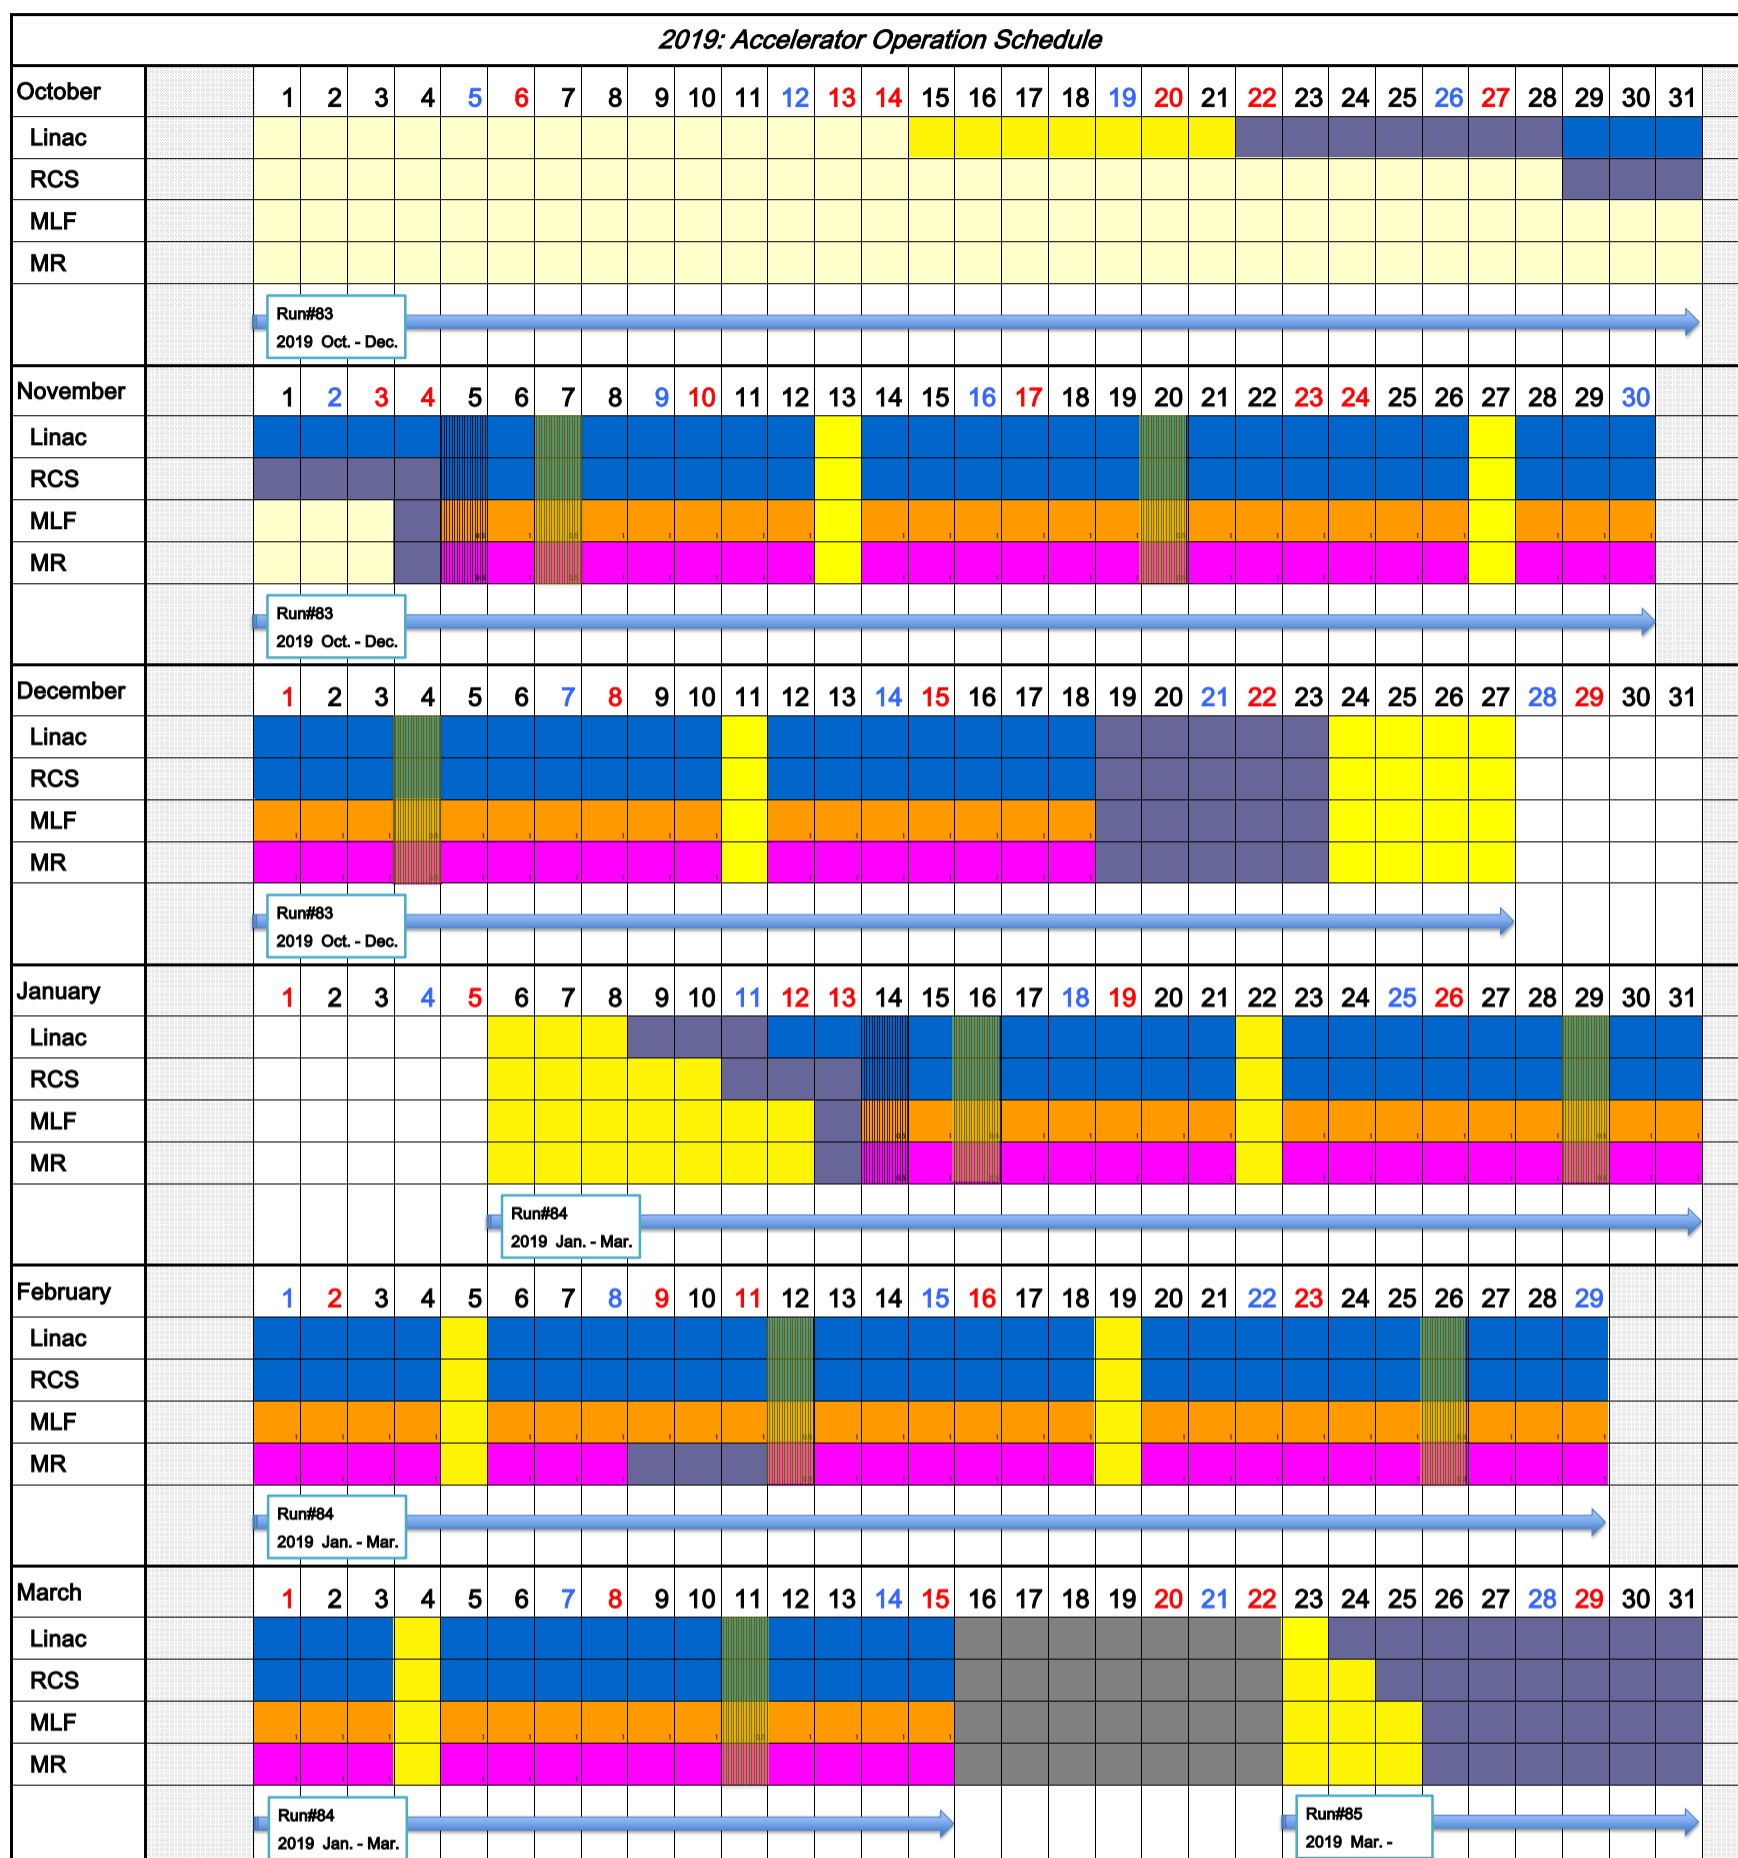 2019: Accelerator Operation Schedule
October 1 2 3 4 5 6 7 8 9 10 11 12 13 14 15 16 17 18 19 20 21 22 23 24 25 26 27 28 29 30 31
Linac
RCS
MLF
MR
Run#83
2019 Oct. - Dec.
November 1 2 3 4 5 6 7 8 9 10 11 12 13 14 15 16 17 18 19 20 21 22 23 24 25 26 27 28 29 30
Linac
RCS
MLF
MR
Run#83
2019 Oct. - Dec.
December 1 2 3 4 5 6 7 8 9 10 11 12 13 14 15 16 17 18 19 20 21 22 23 24 25 26 27 28 29 30 31
Linac
RCS
MLF
MR
Run#83
2019 Oct. - Dec.
January 1 2 3 4 5 6 7 8 9 10 11 12 13 14 15 16 17 18 19 20 21 22 23 24 25 26 27 28 29 30 31
Linac
RCS
MLF
MR
Run#84
2019 Jan. - Mar.
February 1 2 3 4 5 6 7 8 9 10 11 12 13 14 15 16 17 18 19 20 21 22 23 24 25 26 27 28 29
Linac
RCS
MLF
MR
Run#84
2019 Jan. - Mar.
March 1 2 3 4 5 6 7 8 9 10 11 12 13 14 15 16 17 18 19 20 21 22 23 24 25 26 27 28 29 30 31
Linac
RCS
MLF
MR
Run#84
2019 Jan. - Mar.
Run#85
2019 Mar. -